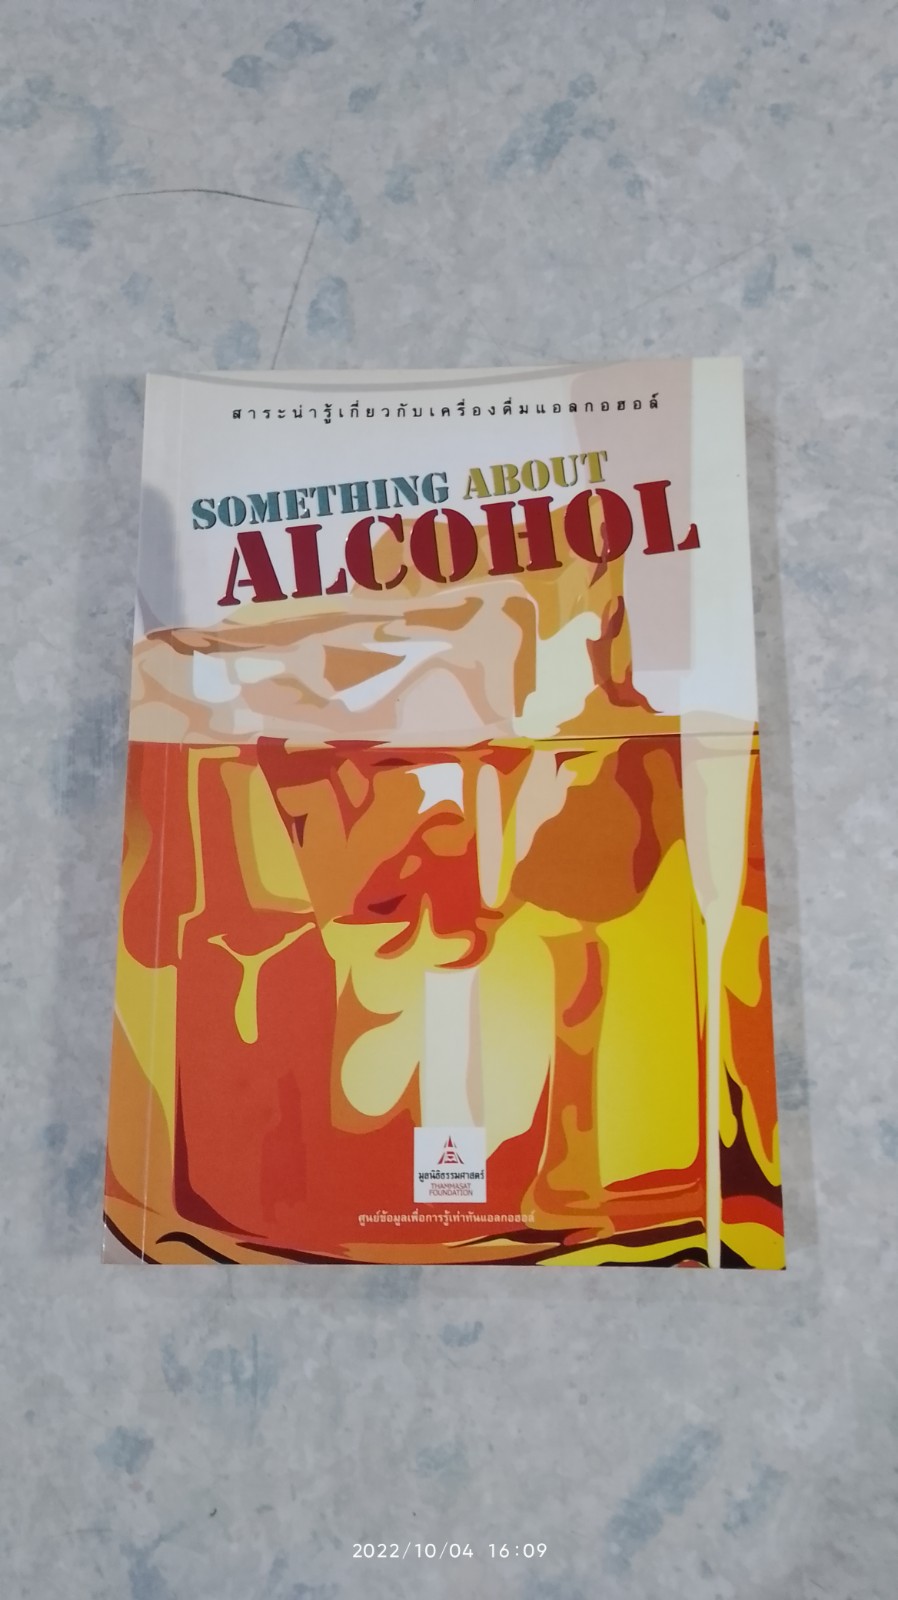 สาระน่ารู้เกี่ยวกับเครื่องดื่มแอลกอฮอล์
SOMETHING ABOUT
ALCOHOL
มูลนิธิธรรมศาสตร์
THAMMASAT
FOUNDATION
ศูนย์ข้อมูลเพื่อการรู้เท่าทันแอลกอฮอล์
2022/10/04 16:09